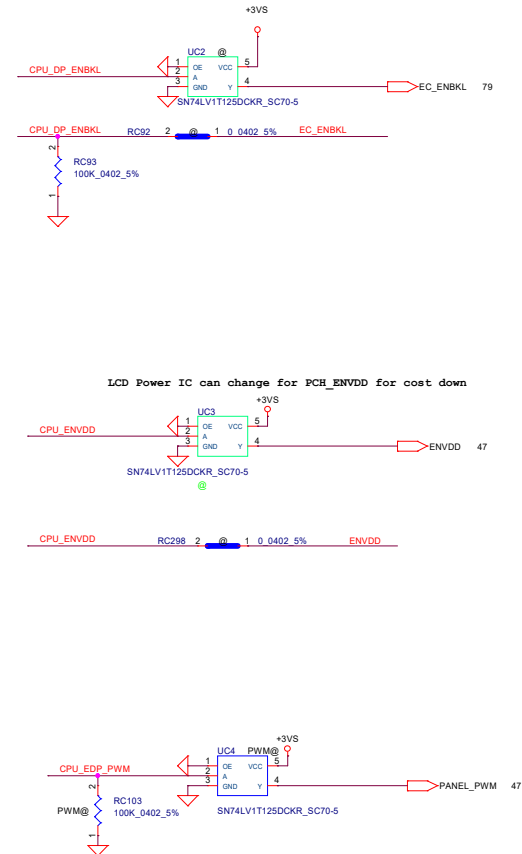 +3VS
UC2 @
1 OE VCC 5
CPU_DP_ENBKL 2 A
3 GND Y 4 EC_ENBKL 79
SN74LV1T125DCKR_SC70-5
CPU_DP_ENBKL RC92 2 @ 1 0_0402_5% EC_ENBKL
2
RC93
100K_0402_5%
1
LCD Power IC can change for PCH_ENVDD for cost down
+3VS
UC3
1 OE VCC 5
CPU_ENVDD 2 A
3 GND Y 4 ENVDD 47
SN74LV1T125DCKR_SC70-5
@
CPU_ENVDD RC298 2 @ 1 0_0402_5% ENVDD
+3VS
UC4 PWM@
1 OE VCC 5
CPU_EDP_PWM 2 A
3 GND Y 4 PANEL_PWM 47
2
RC103
PWM@ 100K_0402_5% SN74LV1T125DCKR_SC70-5
1